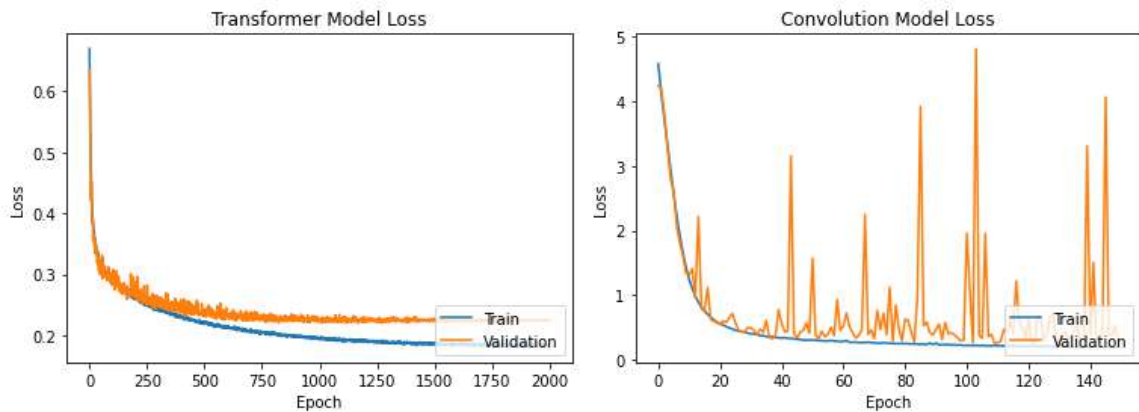 Transformer Model Loss
0.6
0.5
0.4
0.3
0.2
Loss
Train
Validation
0 250 500 750 1000 1250 1500 1750 2000
Epoch
Convolution Model Loss
5
4
3
2
1
0
Loss
Train
Validation
0 20 40 60 80 100 120 140
Epoch